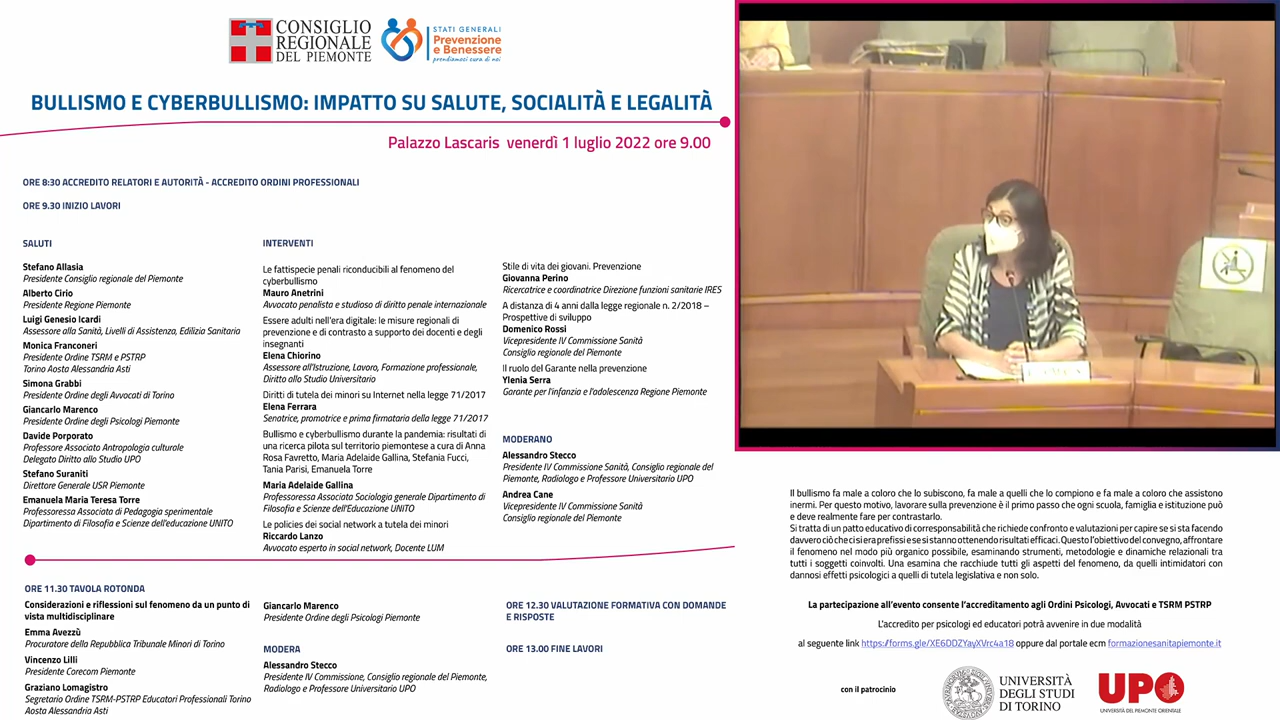 CONSIGLIO
REGIONALE
DEL PIEMONTE
STATI GENERALI
Prevenzione
e Benessere
prendiamoci cura di noi
BULLISMO E CYBERBULLISMO: IMPATTO SU SALUTE, SOCIALITÀ E LEGALITÀ
Palazzo Lascaris venerdì 1 luglio 2022 ore 9.00
ORE 8:30 ACCREDITO RELATORI E AUTORITÀ - ACCREDITO ORDINI PROFESSIONALI
ORE 9.30 INIZIO LAVORI
SALUTI
Stefano Allasia
Presidente Consiglio regionale del Piemonte
Alberto Cirio
Presidente Regione Piemonte
Luigi Genesio Icardi
Assessore alla Sanità, Livelli di Assistenza, Edilizia Sanitaria
Monica Franconeri
Presidente Ordine TSRM e PSTRP
Torino Aosta Alessandria Asti
Simona Grabbi
Presidente Ordine degli Avvocati di Torino
Giancarlo Marenco
Presidente Ordine degli Psicologi Piemonte
Davide Porporato
Professore Associato Antropologia culturale
Delegato Diritto allo Studio UPO
Stefano Suraniti
Direttore Generale USR Piemonte
Emanuela Maria Teresa Torre
Professoressa Associata di Pedagogia sperimentale
Dipartimento di Filosofia e Scienze dell'educazione UNITO
INTERVENTI
Le fattispecie penali riconducibili al fenomeno del
cyberbullismo
Mauro Anetrini
Avvocato penalista e studioso di diritto penale internazionale
Essere adulti nell'era digitale: le misure regionali di
prevenzione e di contrasto a supporto dei docenti e degli
insegnanti
Elena Chiorino
Assessore all'Istruzione, Lavoro, Formazione professionale,
Diritto allo Studio Universitario
Diritti di tutela dei minori su Internet nella legge 71/2017
Elena Ferrara
Senatrice, promotrice e prima firmataria della legge 71/2017
Bullismo e cyberbullismo durante la pandemia: risultati di
una ricerca pilota sul territorio piemontese a cura di Anna
Rosa Favretto, Maria Adelaide Gallina, Stefania Fucci,
Tania Parisi, Emanuela Torre
Maria Adelaide Gallina
Professoressa Associata Sociologia generale Dipartimento di
Filosofia e Scienze dell'Educazione UNITO
Le policies dei social network a tutela dei minori
Riccardo Lanzo
Avvocato esperto in social network, Docente LUM
Stile di vita dei giovani. Prevenzione
Giovanna Perino
Ricercatrice e coordinatrice Direzione funzioni sanitarie IRES
A distanza di 4 anni dalla legge regionale n. 2/2018 –
Prospettive di sviluppo
Domenico Rossi
Vicepresidente IV Commissione Sanità
Consiglio regionale del Piemonte
Il ruolo del Garante nella prevenzione
Ylenia Serra
Garante per l'infanzia e l'adolescenza Regione Piemonte
MODERANO
Alessandro Stecco
Presidente IV Commissione Sanità, Consiglio regionale del
Piemonte, Radiologo e Professore Universitario UPO
Andrea Cane
Vicepresidente IV Commissione Sanità
Consiglio regionale del Piemonte
ORE 11.30 TAVOLA ROTONDA
Considerazioni e riflessioni sul fenomeno da un punto di
vista multidisciplinare
Emma Avezzù
Procuratore della Repubblica Tribunale Minori di Torino
Vincenzo Lilli
Presidente Corecom Piemonte
Graziano Lomagistro
Segretario Ordine TSRM-PSTRP Educatori Professionali Torino
Aosta Alessandria Asti
Giancarlo Marenco
Presidente Ordine degli Psicologi Piemonte
MODERA
Alessandro Stecco
Presidente IV Commissione, Consiglio regionale del Piemonte,
Radiologo e Professore Universitario UPO
ORE 12.30 VALUTAZIONE FORMATIVA CON DOMANDE
E RISPOSTE
ORE 13.00 FINE LAVORI
Il bullismo fa male a coloro che lo subiscono, fa male a quelli che lo compiono e fa male a coloro che assistono
inermi. Per questo motivo, lavorare sulla prevenzione è il primo passo che ogni scuola, famiglia e istituzione può
e deve realmente fare per contrastarlo.
Si tratta di un patto educativo di corresponsabilità che richiede confronto e valutazioni per capire se si sta facendo
davvero ciò che ci si era prefissi e se si stanno ottenendo risultati efficaci. Questo l'obiettivo del convegno, affrontare
il fenomeno nel modo più organico possibile, esaminando strumenti, metodologie e dinamiche relazionali tra
tutti i soggetti coinvolti. Una esamina che racchiude tutti gli aspetti del fenomeno, da quelli intimidatori con
dannosi effetti psicologici a quelli di tutela legislativa e non solo.
La partecipazione all'evento consente l'accreditamento agli Ordini Psicologi, Avvocati e TSRM PSTRP
L'accredito per psicologi ed educatori potrà avvenire in due modalità
al seguente link https://forms.gle/XE6DDZYayXVrc4a18 oppure dal portale ecm formazionesanitapiemonte.it
con il patrocinio
UNIVERSITÀ
DEGLI STUDI
DI TORINO
UPO
UNIVERSITÀ DEL PIEMONTE ORIENTALE